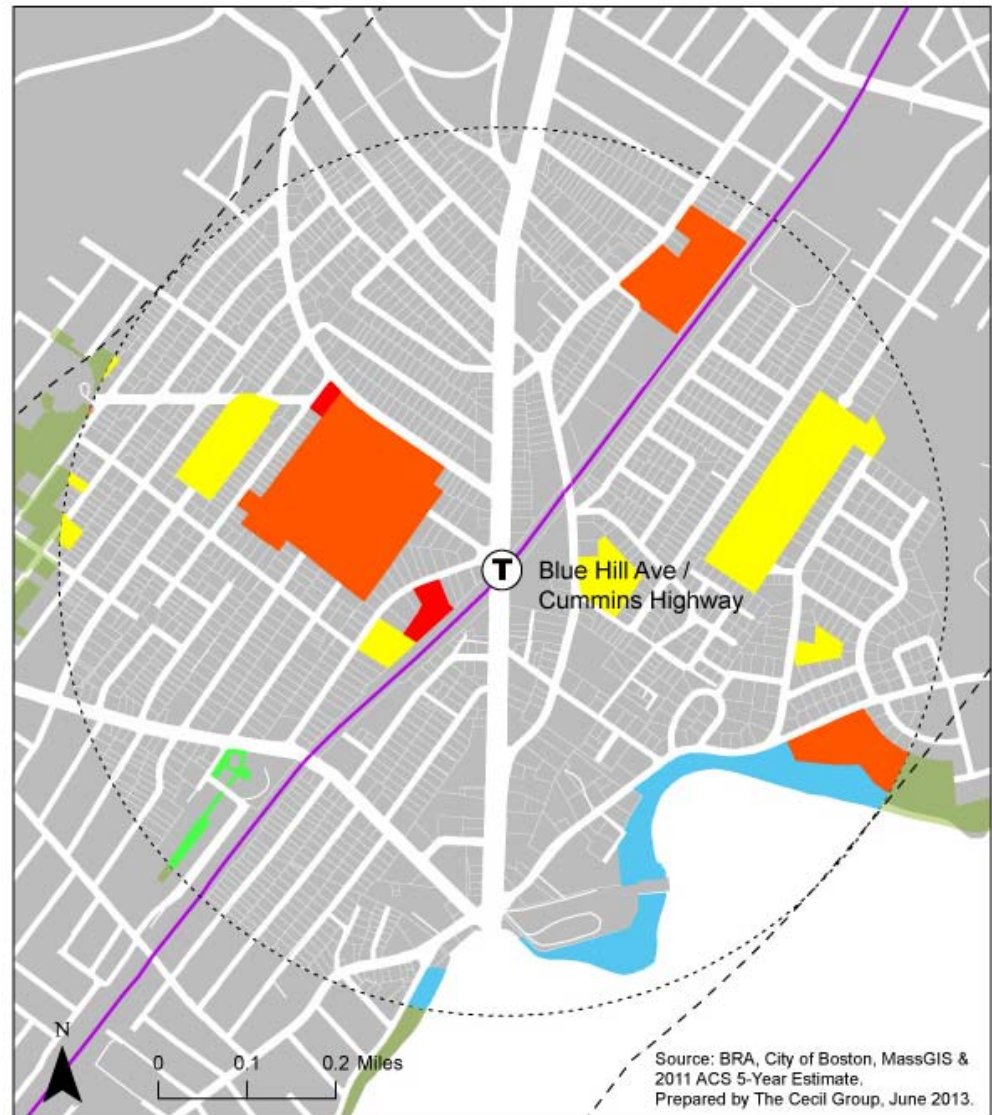 T
Blue Hill Ave /
Cummins Highway
N
0 0.1 0.2 Miles
Source: BRA, City of Boston, MassGIS &
2011 ACS 5-Year Estimate.
Prepared by The Cecil Group, June 2013.